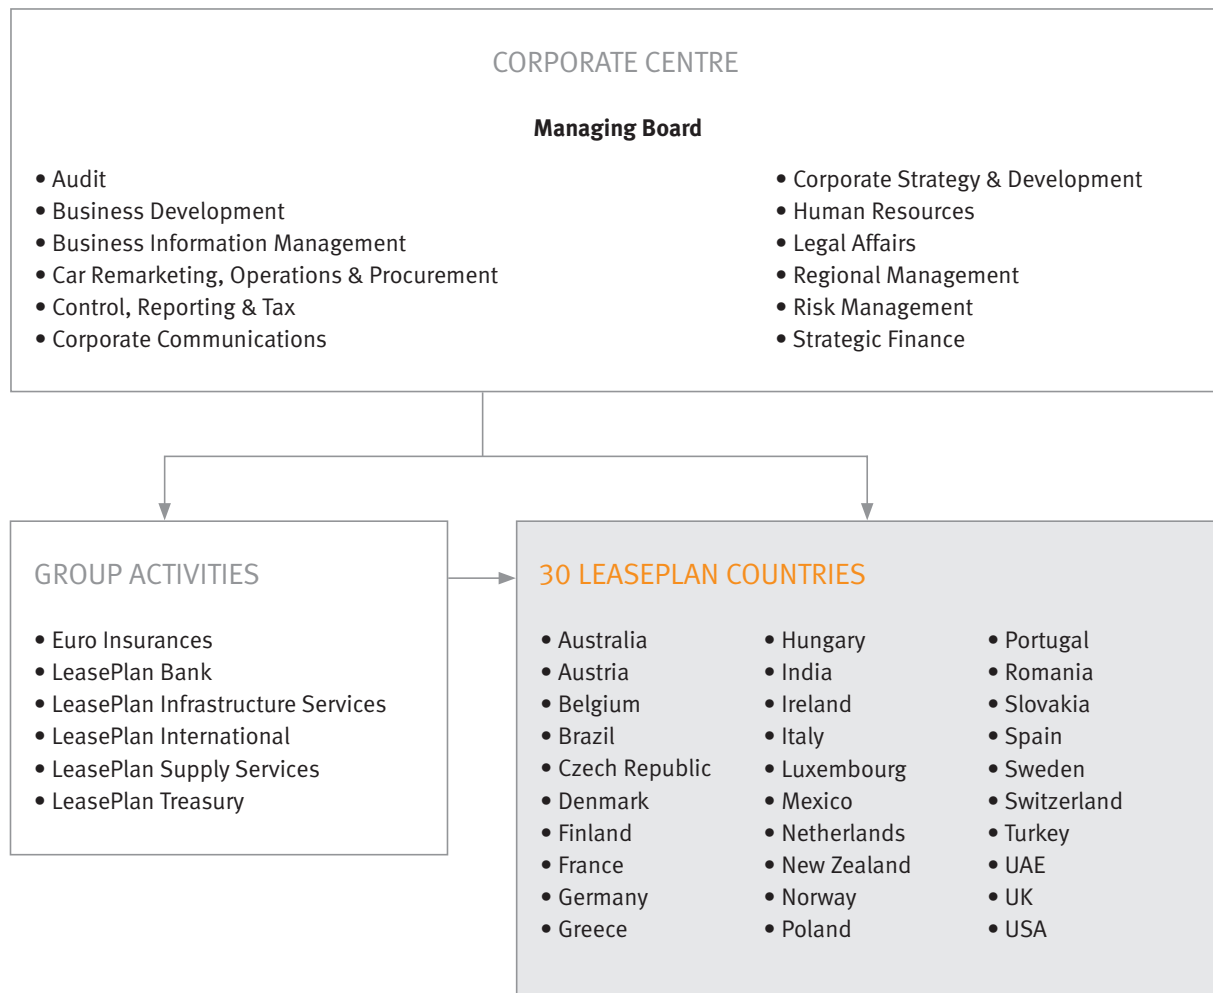 CORPORATE CENTRE
Managing Board
• Audit
• Business Development
• Business Information Management
• Car Remarketing, Operations & Procurement
• Control, Reporting & Tax
• Corporate Communications
• Corporate Strategy & Development
• Human Resources
• Legal Affairs
• Regional Management
• Risk Management
• Strategic Finance
GROUP ACTIVITIES
• Euro Insurances
• LeasePlan Bank
• LeasePlan Infrastructure Services
• LeasePlan International
• LeasePlan Supply Services
• LeasePlan Treasury
30 LEASEPLAN COUNTRIES
• Australia
• Austria
• Belgium
• Brazil
• Czech Republic
• Denmark
• Finland
• France
• Germany
• Greece
• Hungary
• India
• Ireland
• Italy
• Luxembourg
• Mexico
• Netherlands
• New Zealand
• Norway
• Poland
• Portugal
• Romania
• Slovakia
• Spain
• Sweden
• Switzerland
• Turkey
• UAE
• UK
• USA